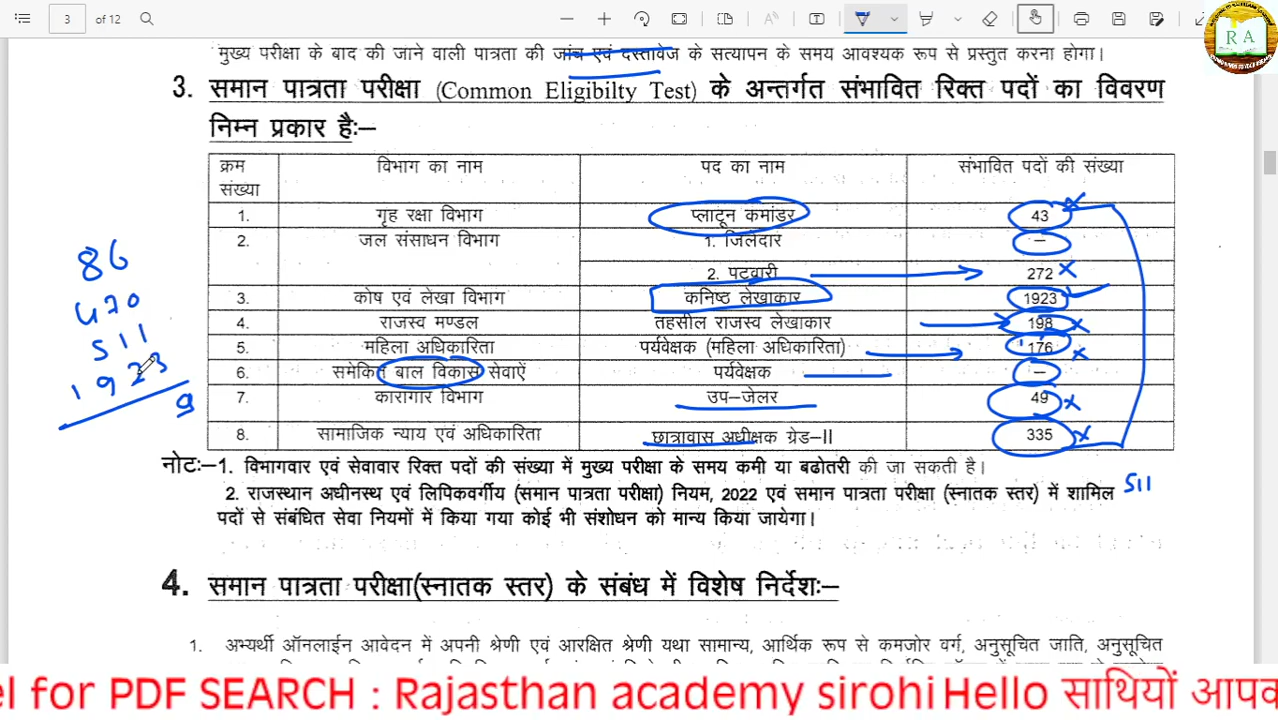 3 of 12
मुख्य परीक्षा के बाद की जाने वाली पात्रता की जांच एवं दस्तावेज के सत्यापन के समय आवश्यक रूप से प्रस्तुत करना होगा।
3. समान पात्रता परीक्षा (Common Eligibilty Test) के अन्तर्गत संभावित रिक्त पदों का विवरण
निम्न प्रकार है:–
क्रम संख्या विभाग का नाम पद का नाम संभावित पदों की संख्या
1. गृह रक्षा विभाग प्लाटून कमांडर 43
2. जल संसाधन विभाग 1. जिलेदार –
2. पटवारी 272
3. कोष एवं लेखा विभाग कनिष्ठ लेखाकार 1923
4. राजस्व मण्डल तहसील राजस्व लेखाकार 198
5. महिला अधिकारिता पर्यवेक्षक (महिला अधिकारिता) 176
6. समेकित बाल विकास सेवाऐं पर्यवेक्षक –
7. कारागार विभाग उप–जेलर 49
8. सामाजिक न्याय एवं अधिकारिता छात्रावास अधीक्षक ग्रेड–II 335
86
470
511
1923
9
नोटः–1. विभागवार एवं सेवावार रिक्त पदों की संख्या में मुख्य परीक्षा के समय कमी या बढोतरी की जा सकती है।
2. राजस्थान अधीनस्थ एवं लिपिकवर्गीय (समान पात्रता परीक्षा) नियम, 2022 एवं समान पात्रता परीक्षा (स्नातक स्तर) में शामिल
511
पदों से संबंधित सेवा नियमों में किया गया कोई भी संशोधन को मान्य किया जायेगा।
4. समान पात्रता परीक्षा(स्नातक स्तर) के संबंध में विशेष निर्देशः–
1. अभ्यर्थी ऑनलाईन आवेदन में अपनी श्रेणी एवं आरक्षित श्रेणी यथा सामान्य, आर्थिक रूप से कमजोर वर्ग, अनुसूचित जाति, अनुसूचित
el for PDF SEARCH : Rajasthan academy sirohi Hello साथियों आपक
R A